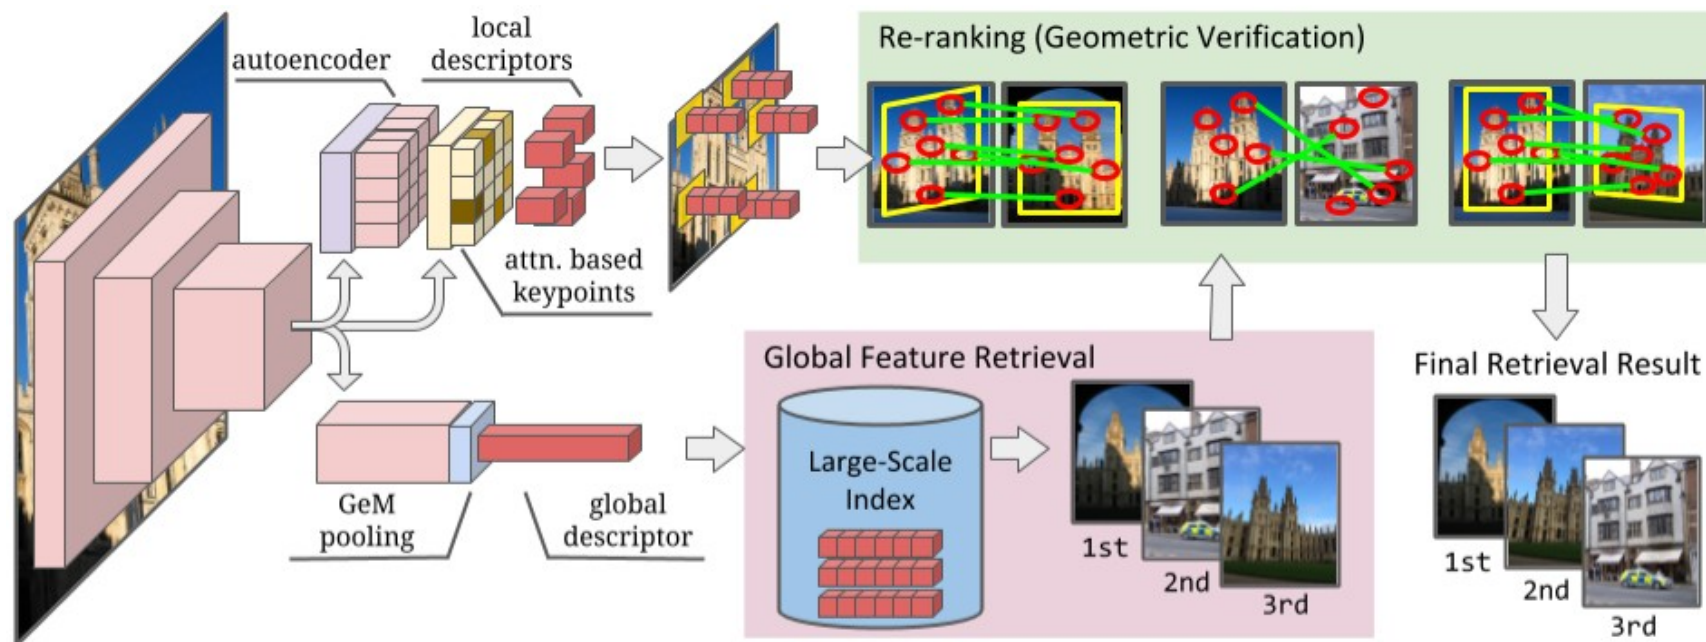 autoencoder
local
descriptors
attn. based
keypoints
Re-ranking (Geometric Verification)
GeM
pooling
global
descriptor
Global Feature Retrieval
Large-Scale
Index
1st
2nd
3rd
Final Retrieval Result
1st
2nd
3rd